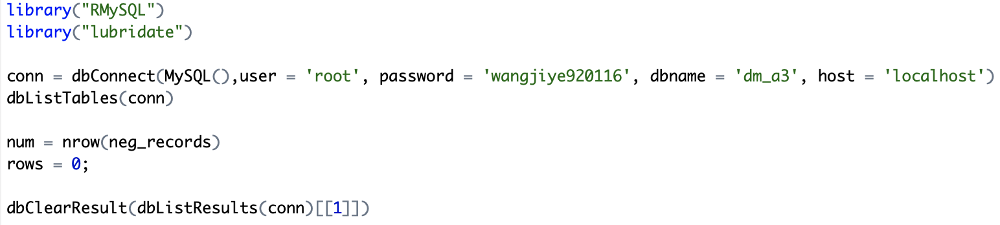 library("RMySQL")
library("lubridate")
conn = dbConnect(MySQL(),user = 'root', password = 'wangjiye920116', dbname = 'dm_a3', host = 'localhost')
dbListTables(conn)
num = nrow(neg_records)
rows = 0;
dbClearResult(dbListResults(conn)[[1]])